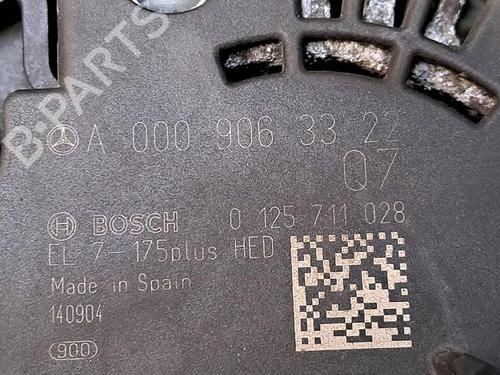 B-PARTS
A 000 906 33 22
Q7
BOSCH 0 125 711 028
EL 7 - 175plus HED
Made in Spain
140904
900